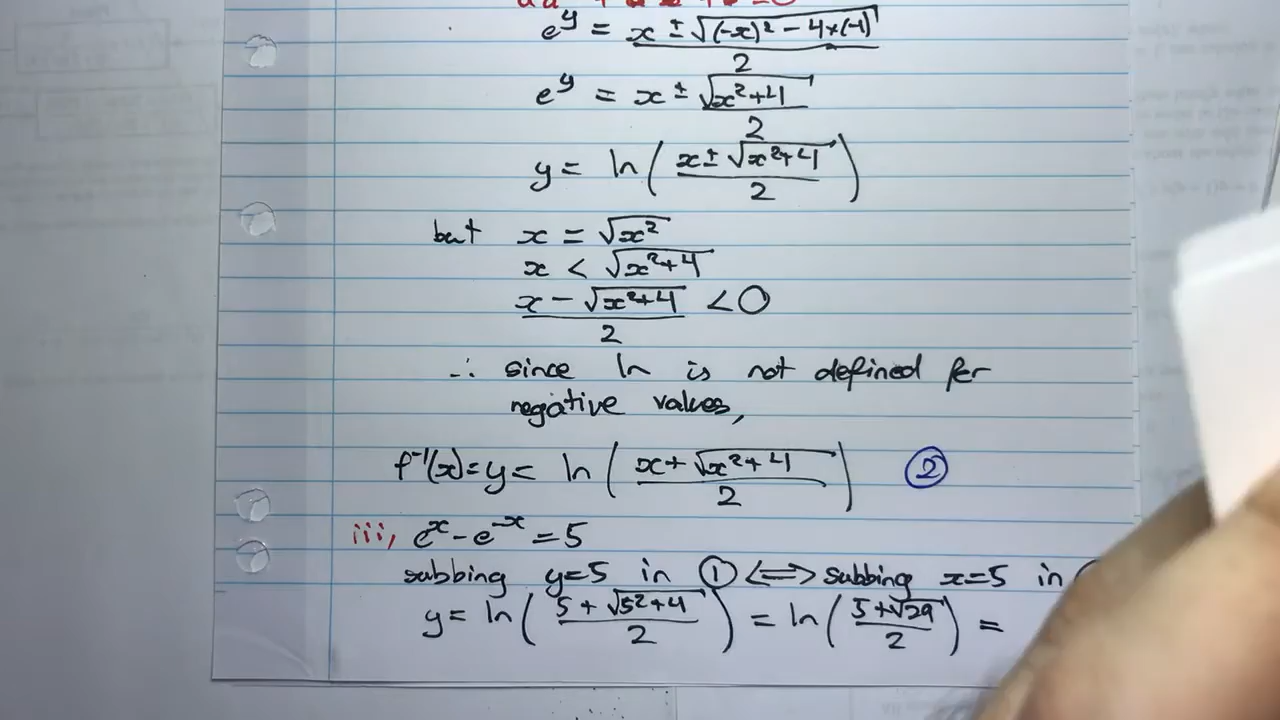 e^y = x ± √((-x)² - 4×(-1)) / 2
e^y = x ± √(x²+4) / 2
y = ln( x ± √(x²+4) / 2 )
but x = √x²
x < √(x²+4)
x - √(x²+4) / 2 < 0
∴ since ln is not defined for
negative values,
f⁻¹(x) = y = ln( x + √(x²+4) / 2 ) ②
iii, e^x - e^-x = 5
subbing y=5 in ① ⟺ subbing x=5 in
y = ln( 5 + √(5²+4) / 2 ) = ln( 5+√29 / 2 ) =